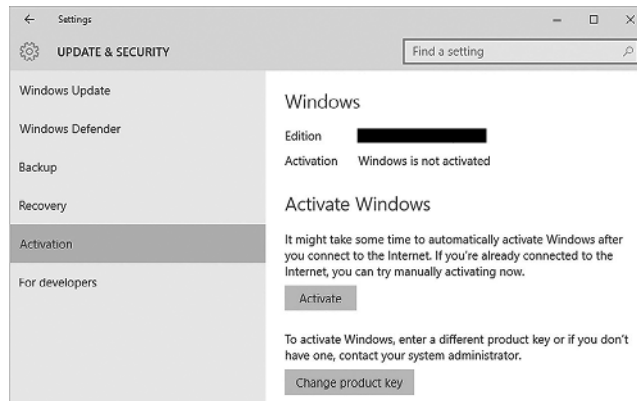 Settings
UPDATE & SECURITY
Find a setting
Windows Update
Windows Defender
Backup
Recovery
Activation
For developers
Windows
Edition
Activation Windows is not activated
Activate Windows
It might take some time to automatically activate Windows after
you connect to the Internet. If you're already connected to the
Internet, you can try manually activating now.
Activate
To activate Windows, enter a different product key or if you don't
have one, contact your system administrator.
Change product key